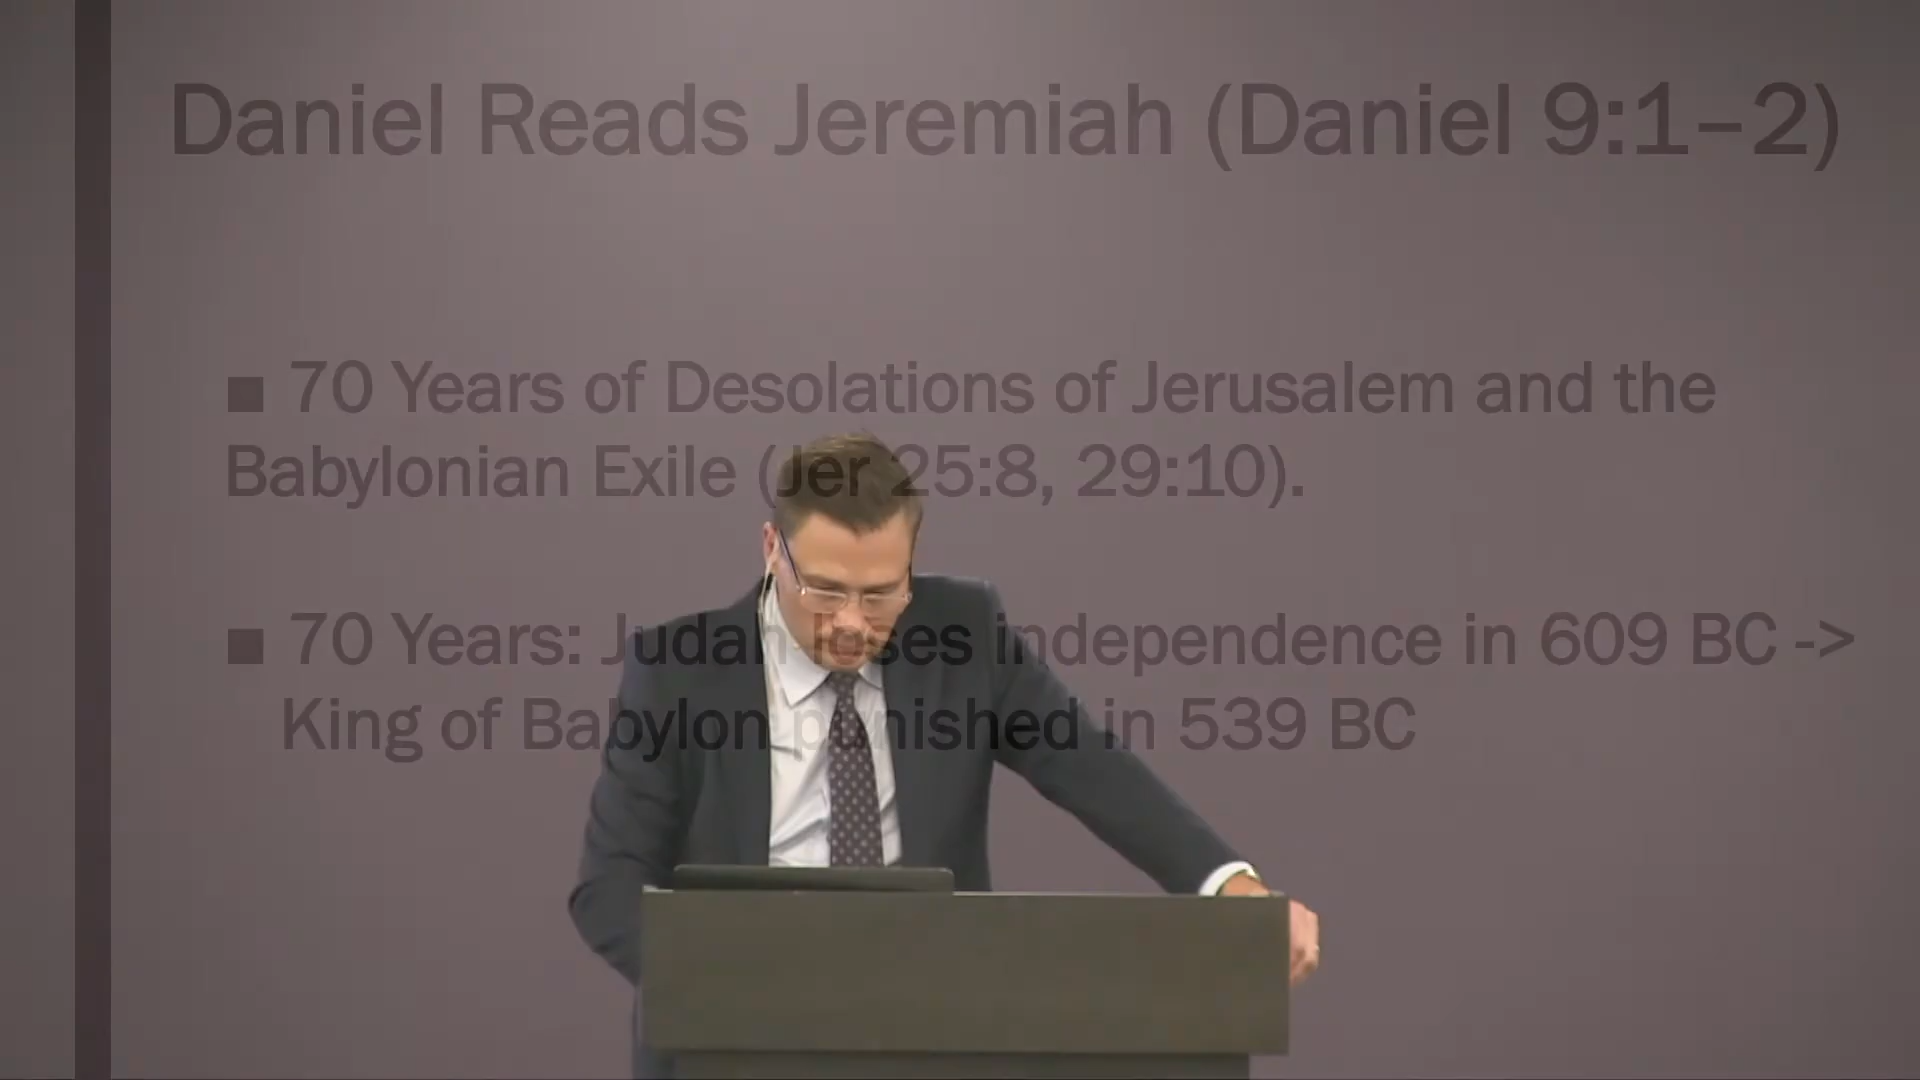 Daniel Reads Jeremiah (Daniel 9:1–2)
■ 70 Years of Desolations of Jerusalem and the
Babylonian Exile (Jer 25:8, 29:10).
■ 70 Years: Judah loses independence in 609 BC ->
King of Babylon punished in 539 BC